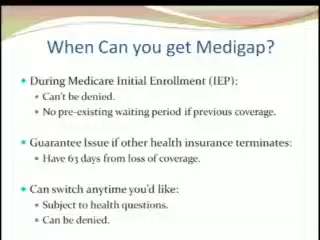 When Can you get Medigap?
During Medicare Initial Enrollment (IEP):
Can't be denied.
No pre-existing waiting period if previous coverage.
Guarantee Issue if other health insurance terminates:
Have 63 days from loss of coverage.
Can switch anytime you'd like:
Subject to health questions.
Can be denied.